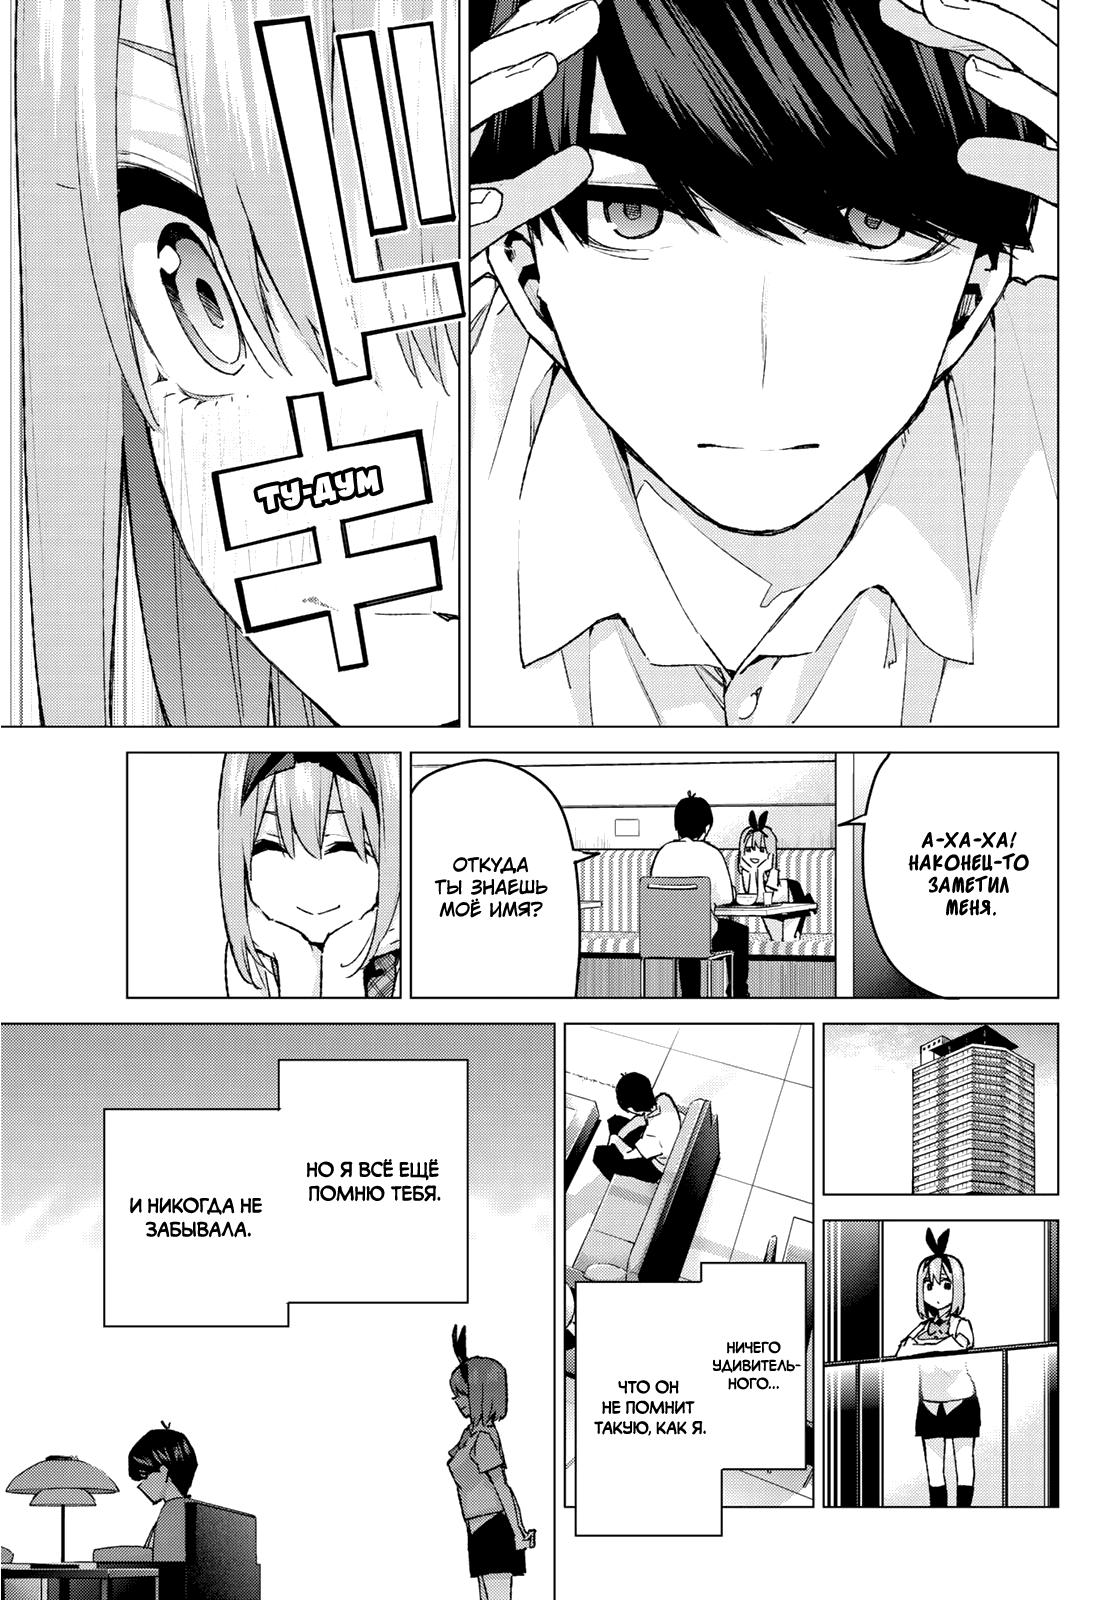 ТУ-ДУМ
А-ХА-ХА!
НАКОНЕЦ-ТО
ЗАМЕТИЛ
МЕНЯ.
ОТКУДА
ТЫ ЗНАЕШЬ
МОЁ ИМЯ?
НИЧЕГО
УДИВИТЕЛЬ-
НОГО...
ЧТО ОН
НЕ ПОМНИТ
ТАКУЮ, КАК Я.
НО Я ВСЁ ЕЩЁ
ПОМНЮ ТЕБЯ.
И НИКОГДА НЕ
ЗАБЫВАЛА.